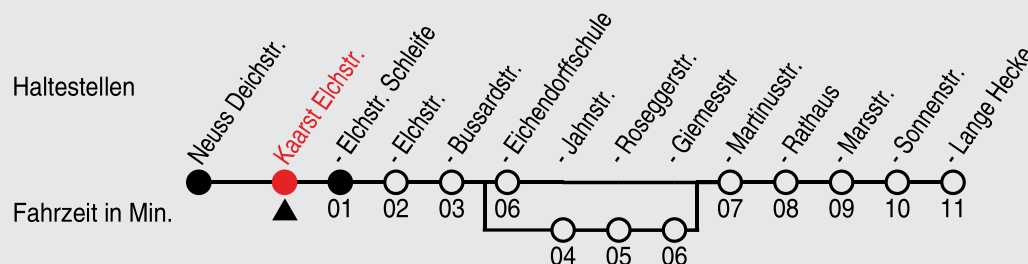 Haltestellen
Neuss Deichstr.
Kaarst Elchstr.
- Elchstr. Schleife
- Elchstr.
- Bussardstr.
- Eichendorffschule
- Jahnstr.
- Roseggerstr.
- Giemesstr
- Martinusstr.
- Rathaus
- Marsstr.
- Sonnenstr.
- Lange Hecke
Fahrzeit in Min.
01 02 03 06 07 08 09 10 11
04 05 06